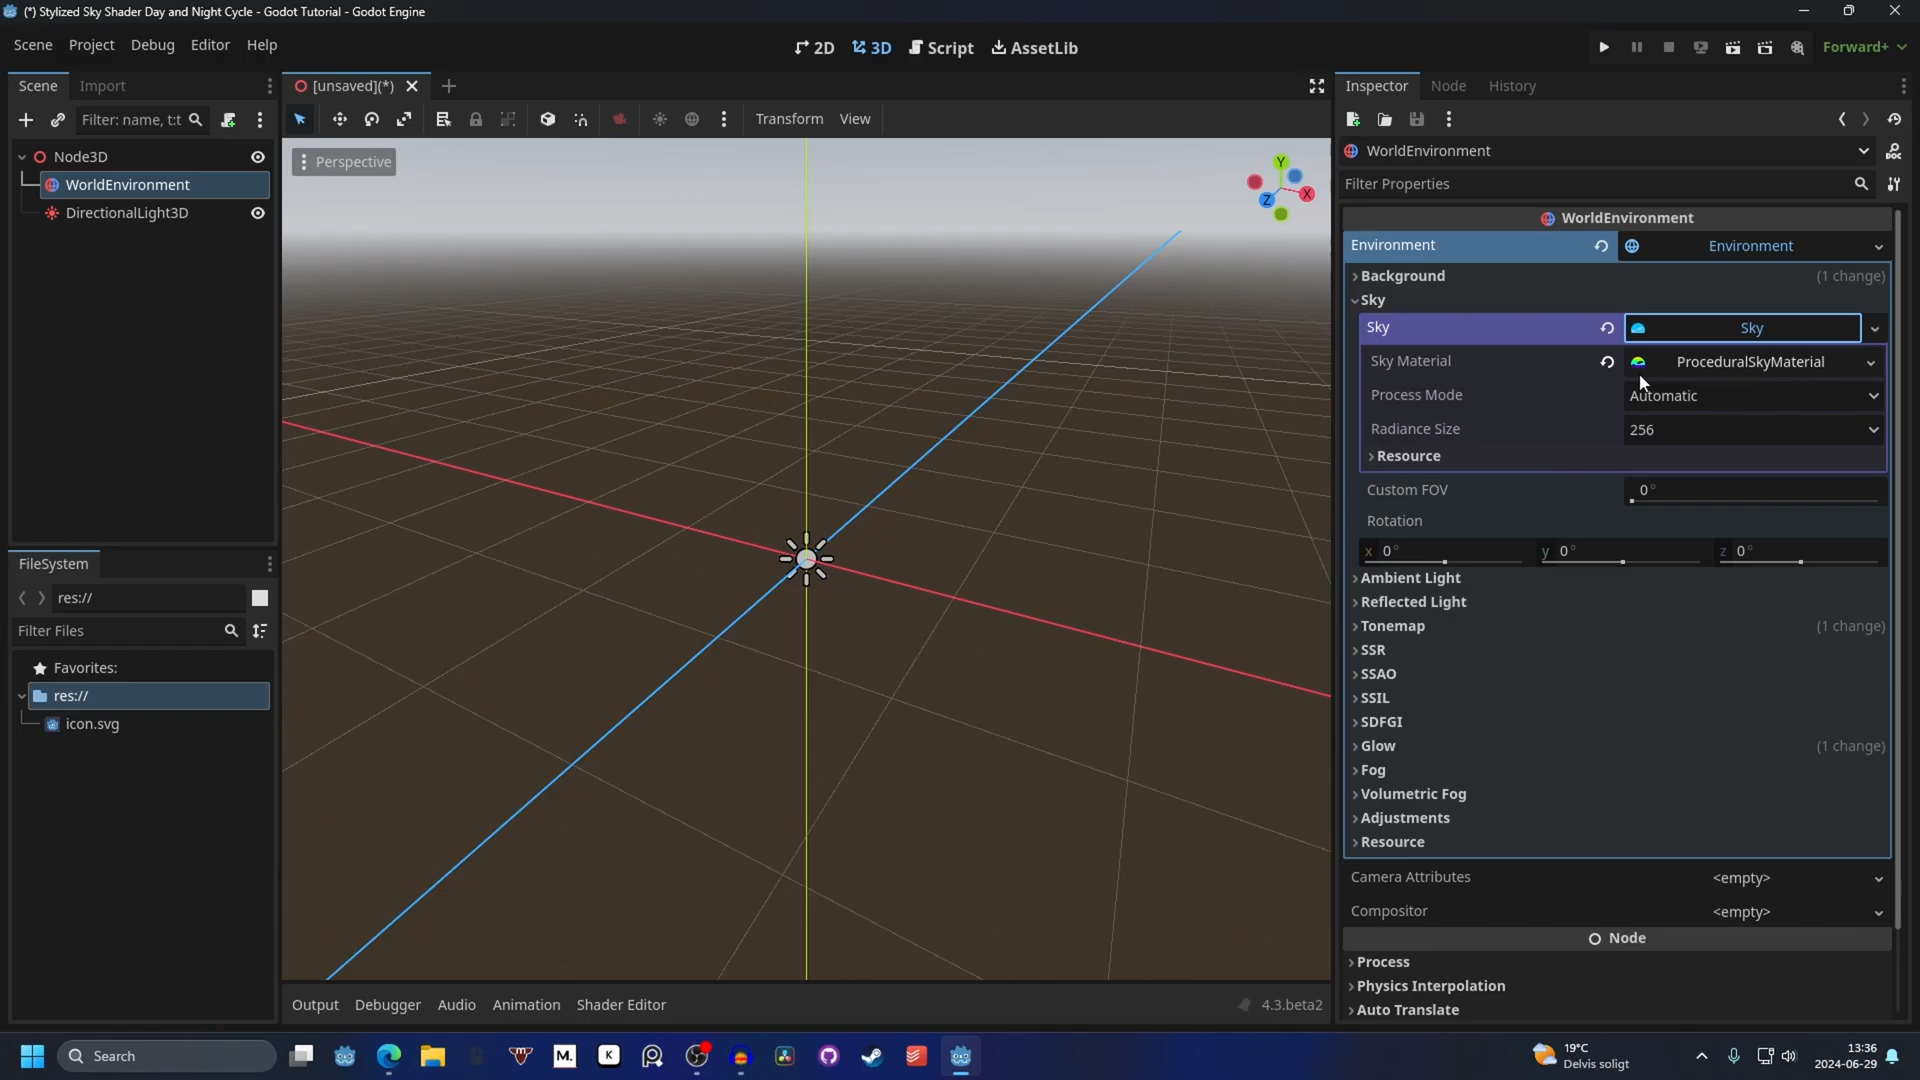 (*) Stylized Sky Shader Day and Night Cycle - Godot Tutorial - Godot Engine
Scene Project Debug Editor Help
2D 3D Script AssetLib
Forward+
Scene Import
Filter: name, t:t
Node3D
WorldEnvironment
DirectionalLight3D
FileSystem
res://
Filter Files
Favorites:
res://
icon.svg
[unsaved](*)
Transform View
Perspective
Y
X
Z
Output Debugger Audio Animation Shader Editor
4.3.beta2
Inspector Node History
WorldEnvironment
Filter Properties
WorldEnvironment
Environment Environment
Background (1 change)
Sky
Sky Sky
Sky Material ProceduralSkyMaterial
Process Mode Automatic
Radiance Size 256
Resource
Custom FOV 0°
Rotation
x 0° y 0° z 0°
Ambient Light
Reflected Light
Tonemap (1 change)
SSR
SSAO
SSIL
SDFGI
Glow (1 change)
Fog
Volumetric Fog
Adjustments
Resource
Camera Attributes <empty>
Compositor <empty>
Node
Process
Physics Interpolation
Auto Translate
Search
M.
K
19°C
Delvis soligt
13:36
2024-06-29